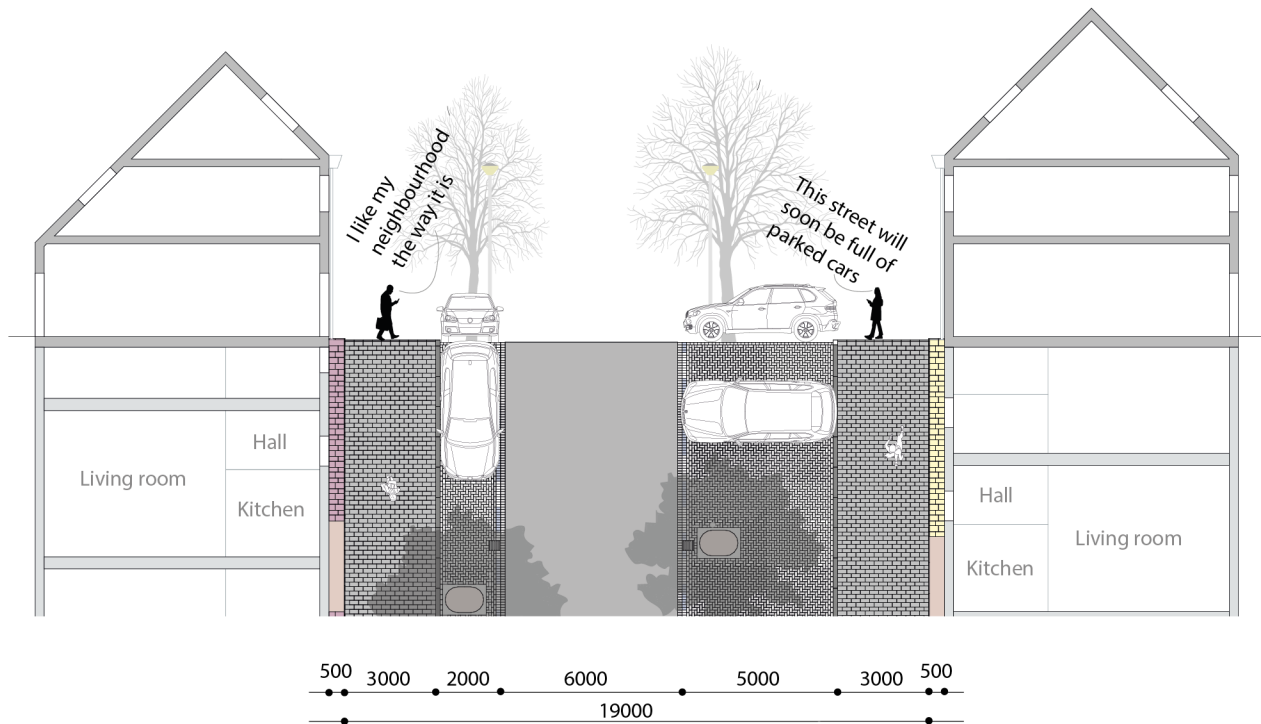 I like my
neighbourhood
the way it is
This street will
soon be full of
parked cars
Hall
Living room
Kitchen
Hall
Living room
Kitchen
500 3000 2000 6000 5000 3000 500
19000